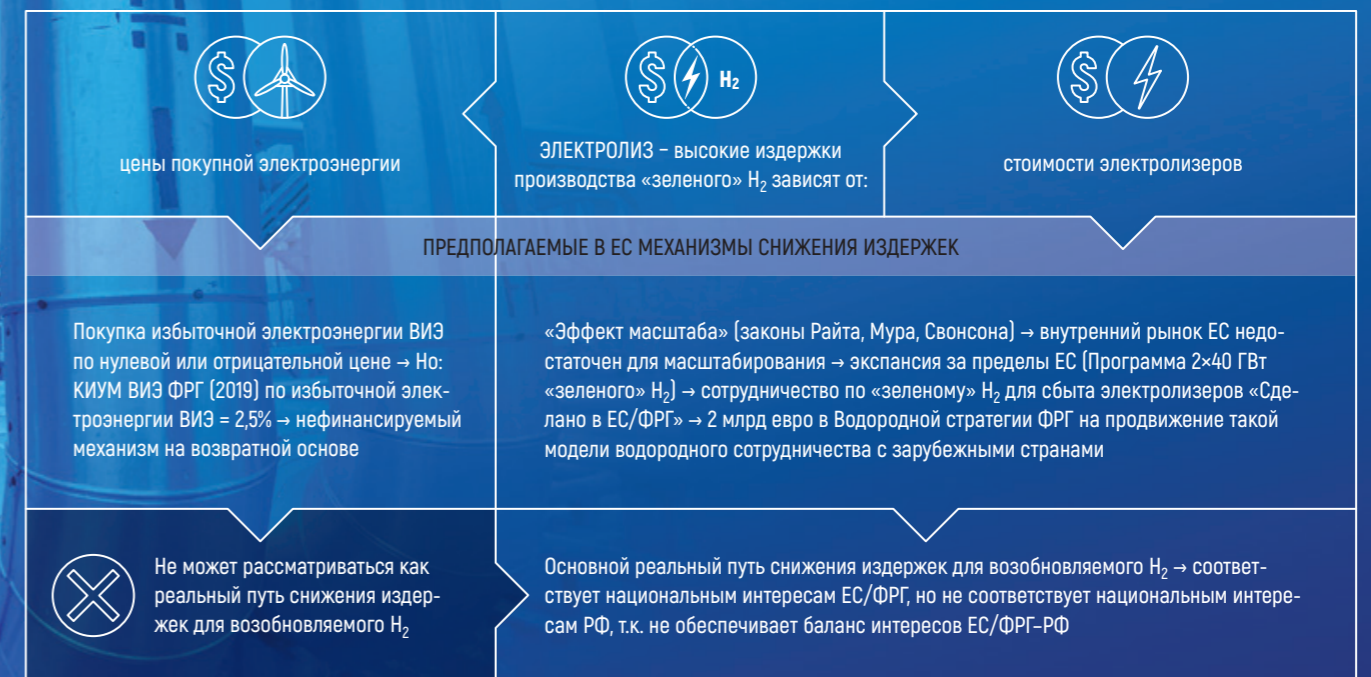 $
$
H₂
$
цены покупной электроэнергии
ЭЛЕКТРОЛИЗ – высокие издержки
производства «зеленого» H₂ зависят от:
стоимости электролизеров
ПРЕДПОЛАГАЕМЫЕ В ЕС МЕХАНИЗМЫ СНИЖЕНИЯ ИЗДЕРЖЕК
Покупка избыточной электроэнергии ВИЭ
по нулевой или отрицательной цене → Но:
КИУМ ВИЭ ФРГ (2019) по избыточной элек-
троэнергии ВИЭ = 2,5% → нефинансируемый
механизм на возвратной основе
«Эффект масштаба» (законы Райта, Мура, Свонсона) → внутренний рынок ЕС недо-
статочен для масштабирования → экспансия за пределы ЕС (Программа 2×40 ГВт
«зеленого» H₂) → сотрудничество по «зеленому» H₂ для сбыта электролизеров «Сде-
лано в ЕС/ФРГ» → 2 млрд евро в Водородной стратегии ФРГ на продвижение такой
модели водородного сотрудничества с зарубежными странами
Не может рассматриваться как
реальный путь снижения издер-
жек для возобновляемого H₂
Основной реальный путь снижения издержек для возобновляемого H₂ → соответ-
ствует национальным интересам ЕС/ФРГ, но не соответствует национальным интере-
сам РФ, т.к. не обеспечивает баланс интересов ЕС/ФРГ–РФ